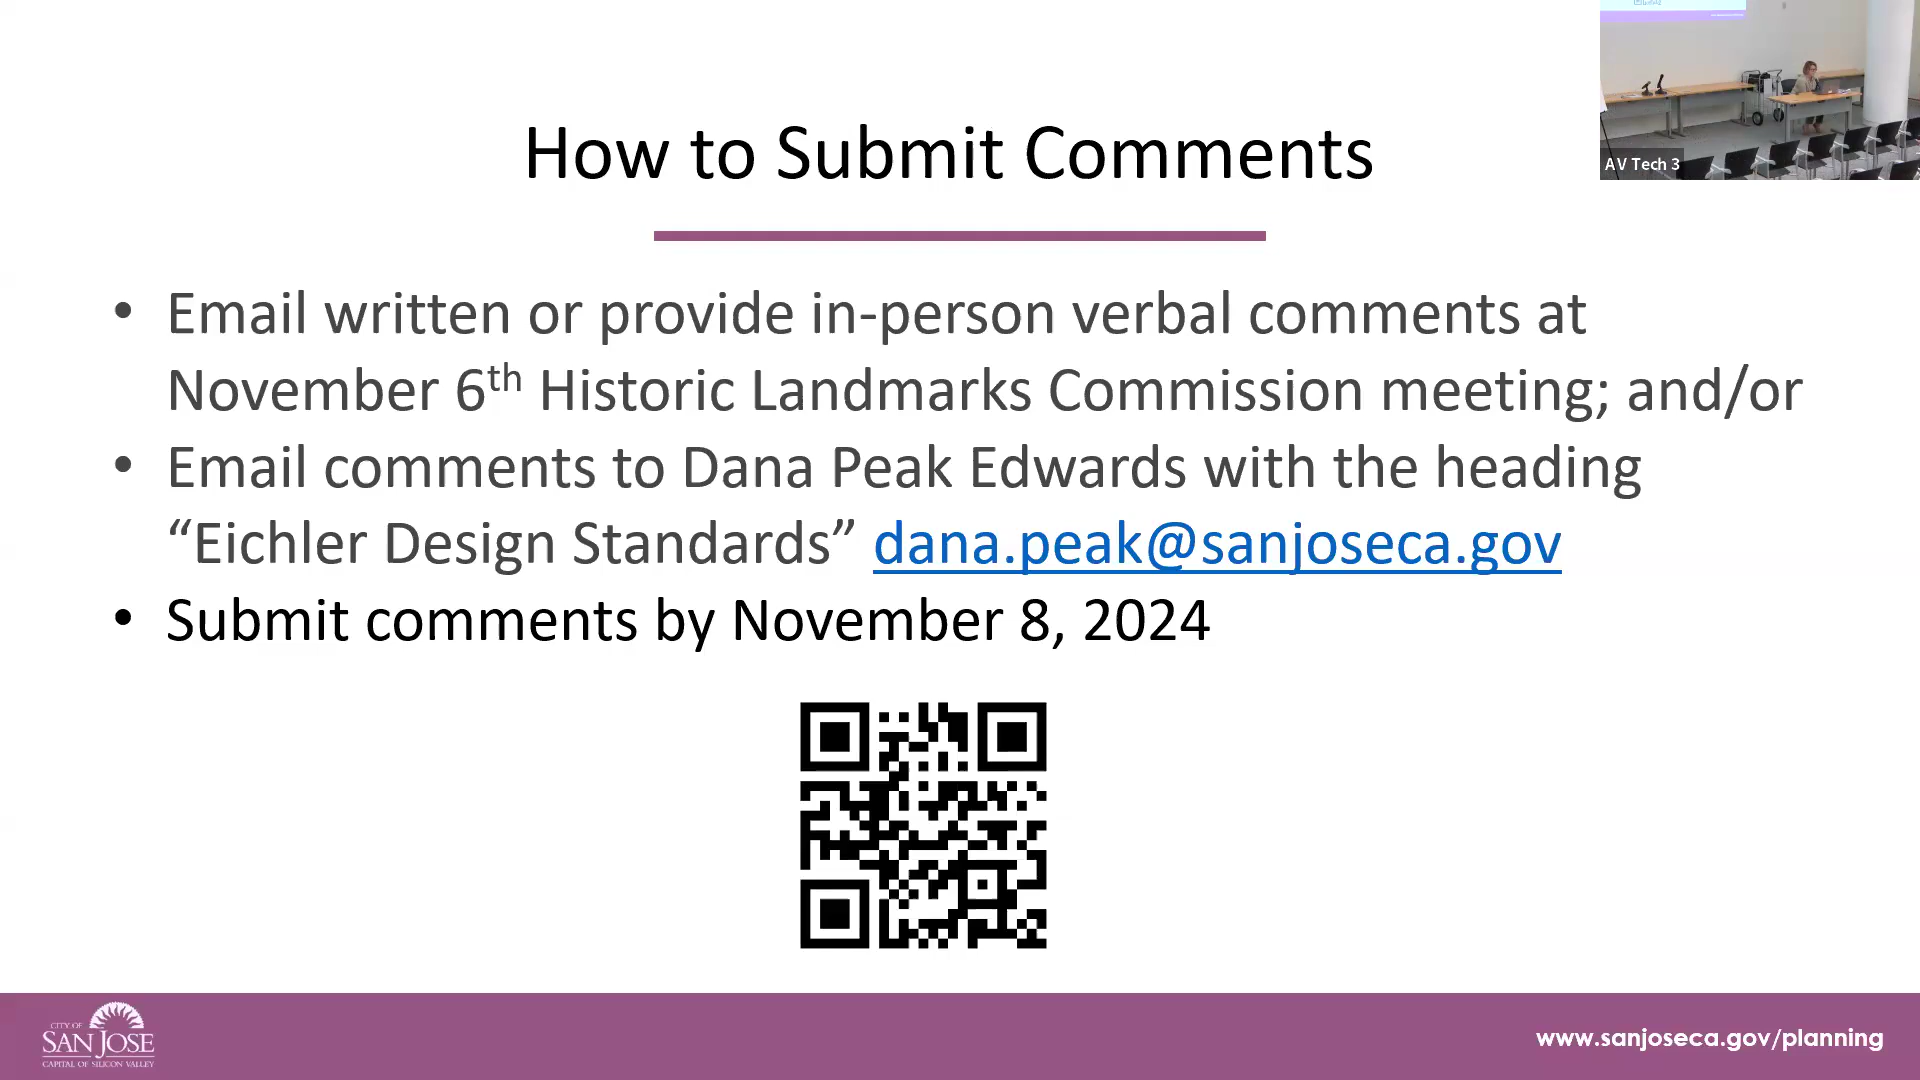 How to Submit Comments
AV Tech 3
• Email written or provide in-person verbal comments at
November 6th Historic Landmarks Commission meeting; and/or
• Email comments to Dana Peak Edwards with the heading
“Eichler Design Standards” dana.peak@sanjoseca.gov
• Submit comments by November 8, 2024
CITY OF
SAN JOSE
CAPITAL OF SILICON VALLEY
www.sanjoseca.gov/planning